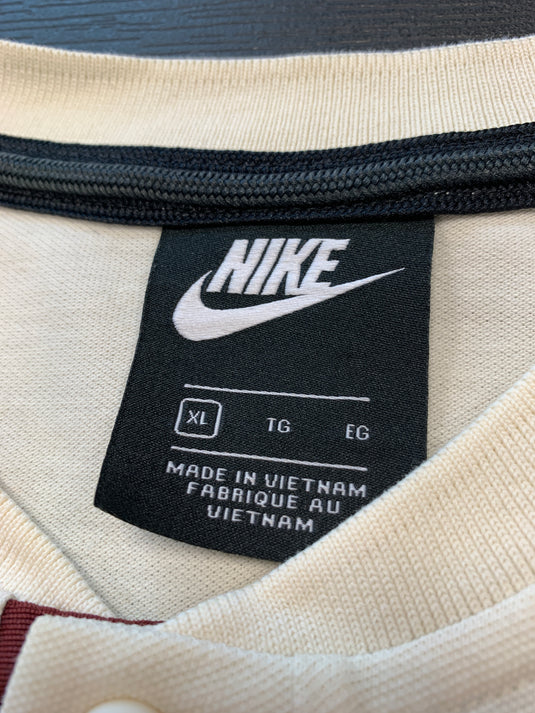 NIKE
XL TG EG
MADE IN VIETNAM
FABRIQUE AU
VIETNAM